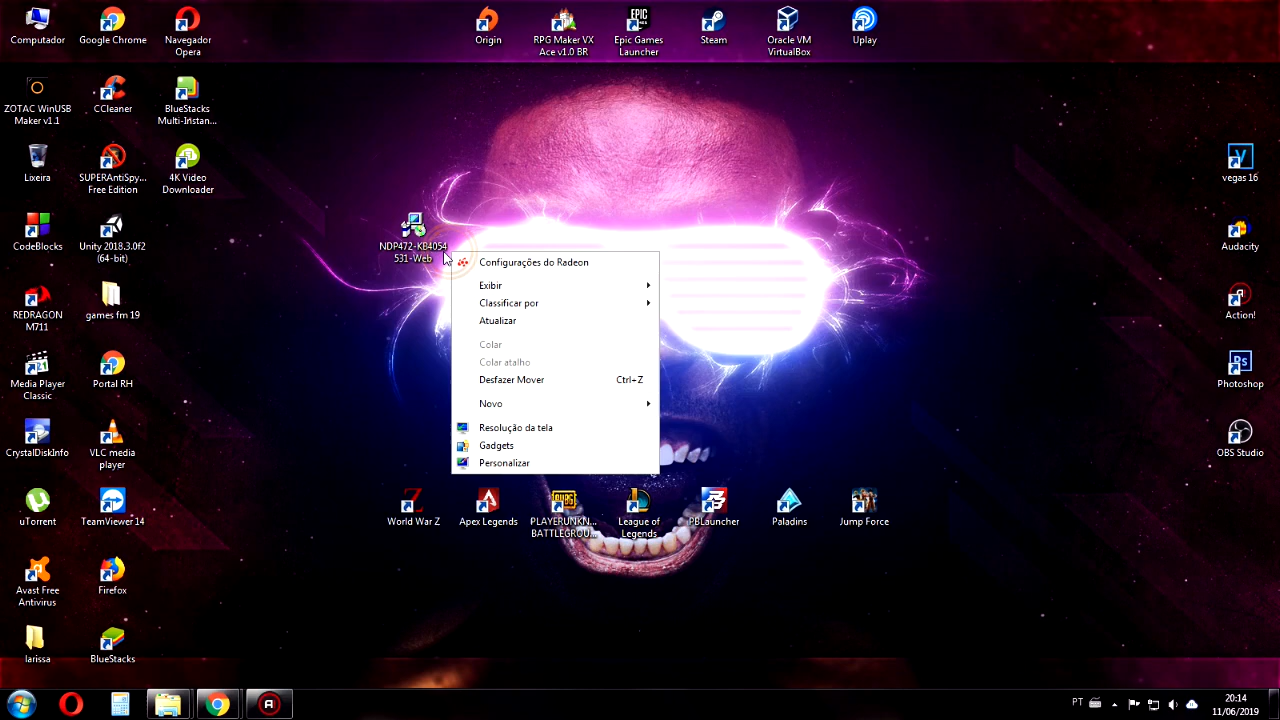 Computador
Google Chrome
Navegador
Opera
Origin
RPG Maker VX
Ace v1.0 BR
Epic Games
Launcher
Steam
Oracle VM
VirtualBox
Uplay
ZOTAC WinUSB
Maker v1.1
CCleaner
BlueStacks
Multi-Instan...
Lixeira
SUPERAntiSpy...
Free Edition
4K Video
Downloader
vegas 16
CodeBlocks
Unity 2018.3.0f2
(64-bit)
NDP472-KB4054
531-Web
Audacity
Configurações do Radeon
Exibir
Classificar por
Atualizar
Colar
Colar atalho
Desfazer Mover Ctrl+Z
Novo
Resolução da tela
Gadgets
Personalizar
REDRAGON
M711
games fm 19
Action!
Media Player
Classic
Portal RH
Photoshop
CrystalDiskInfo
VLC media
player
OBS Studio
uTorrent
TeamViewer 14
World War Z
Apex Legends
PLAYERUNKN...
BATTLEGROU...
League of
Legends
PBLauncher
Paladins
Jump Force
Avast Free
Antivirus
Firefox
larissa
BlueStacks
PT
20:14
11/06/2019